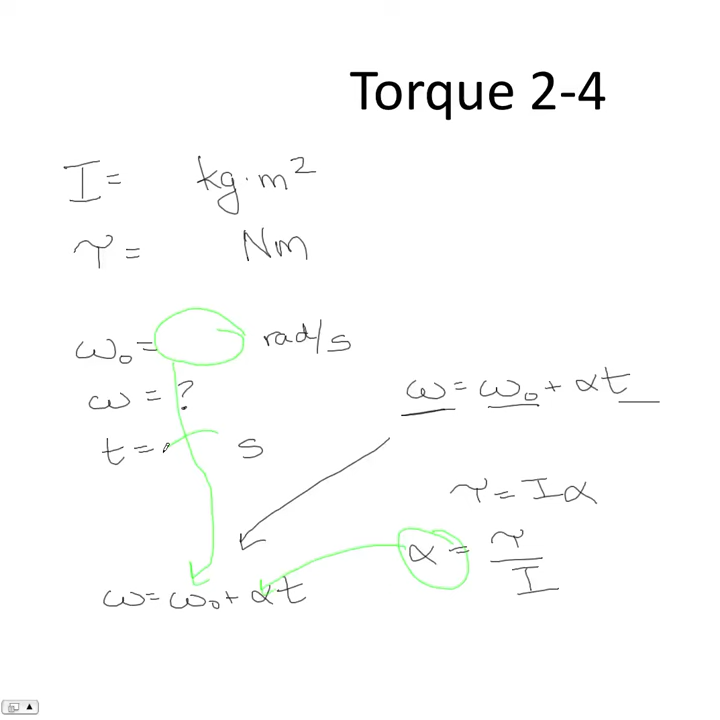 Torque 2-4
I = kg·m²
τ = Nm
ω₀ = rad/s
ω = ?
ω = ω₀ + αt
t = s
τ = Iα
α = τ/I
ω = ω₀ + αt